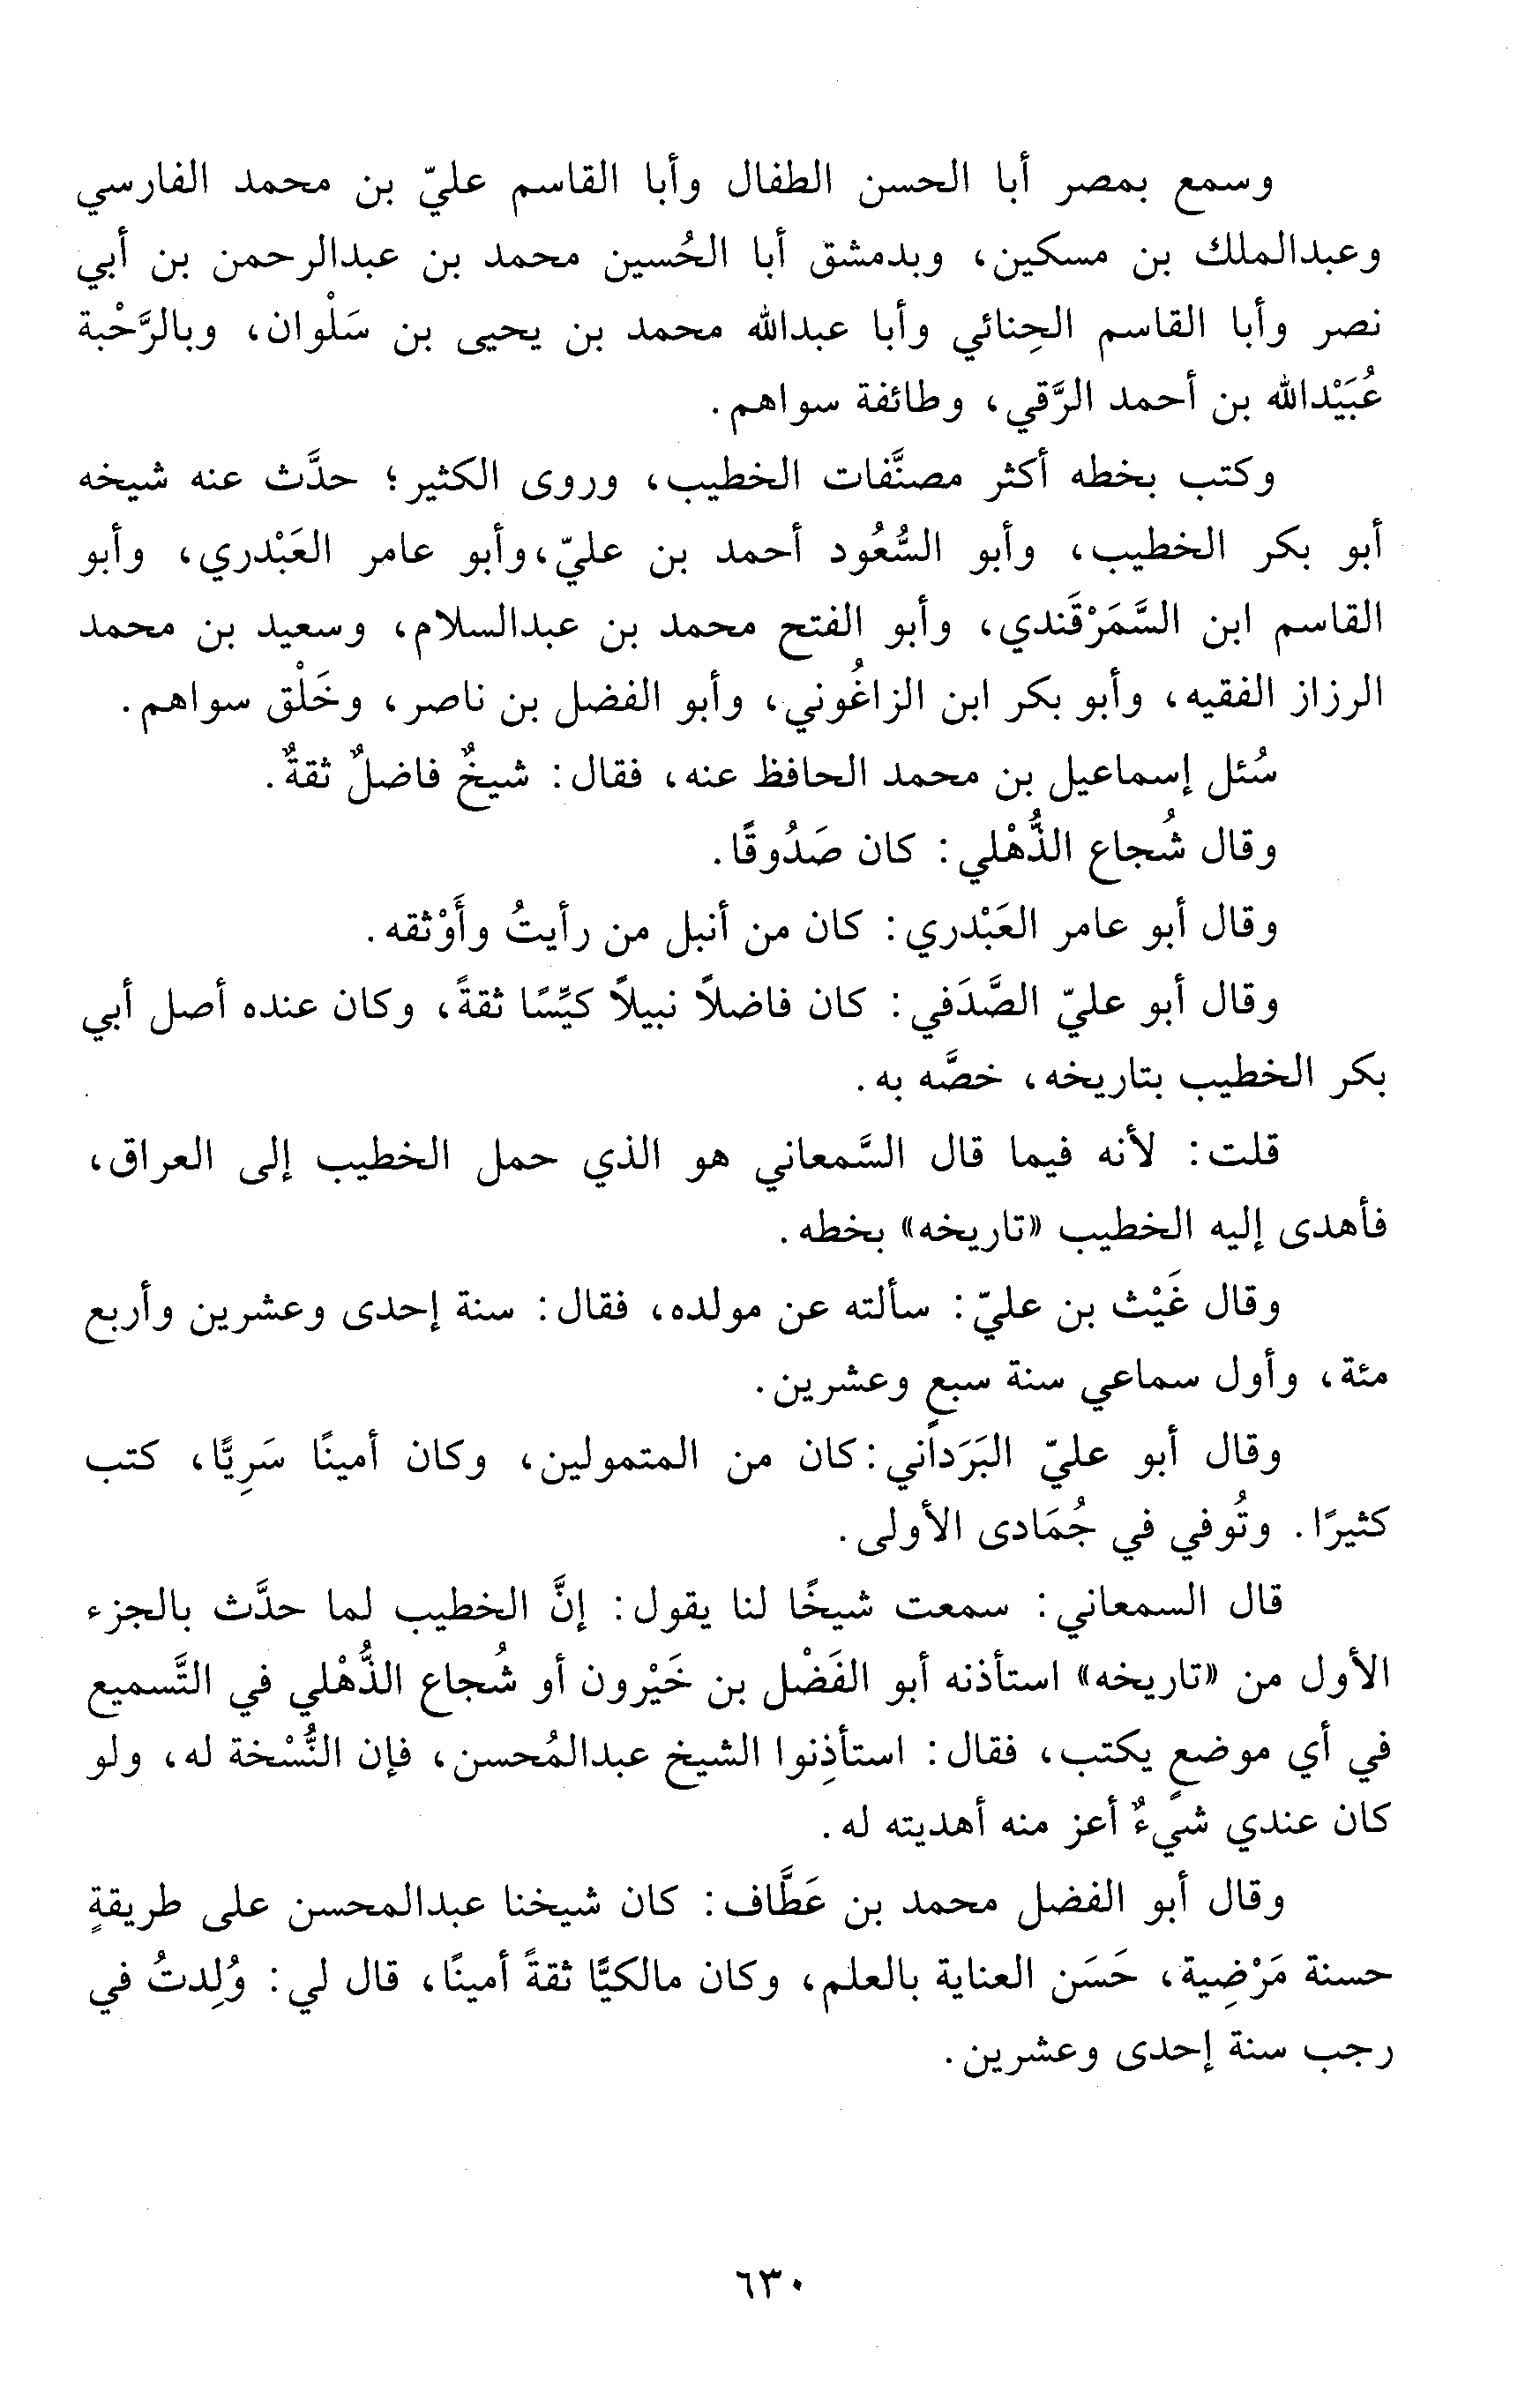 وسمع بمصر أبا الحسن الطفال وأبا القاسم عليّ بن محمد الفارسي
وعبدالملك بن مسكين، وبدمشق أبا الحُسين محمد بن عبدالرحمن بن أبي
نصر وأبا القاسم الحِنائي وأبا عبدالله محمد بن يحيى بن سَلْوان، وبالرَّحْبة
عُبَيْدالله بن أحمد الرَّقي، وطائفة سواهم.
وكتب بخطه أكثر مصنَّفات الخطيب، وروى الكثير؛ حدَّث عنه شيخه
أبو بكر الخطيب، وأبو السُّعُود أحمد بن عليّ،وأبو عامر العَبْدري، وأبو
القاسم ابن السَّمَرْقَندي، وأبو الفتح محمد بن عبدالسلام، وسعيد بن محمد
الرزاز الفقيه، وأبو بكر ابن الزاغُوني، وأبو الفضل بن ناصر، وخَلْق سواهم.
سُئل إسماعيل بن محمد الحافظ عنه، فقال: شيخٌ فاضلٌ ثقةٌ.
وقال شُجاع الذُّهْلي: كان صَدُوقًا.
وقال أبو عامر العَبْدري: كان من أنبل من رأيتُ وأَوْثقه.
وقال أبو عليّ الصَّدَفي: كان فاضلاً نبيلاً كيِّسًا ثقةً، وكان عنده أصل أبي
بكر الخطيب بتاريخه، خصَّه به.
قلت: لأنه فيما قال السَّمعاني هو الذي حمل الخطيب إلى العراق،
فأهدى إليه الخطيب «تاريخه» بخطه.
وقال غَيْث بن عليّ: سألته عن مولده، فقال: سنة إحدى وعشرين وأربع
مئة، وأول سماعي سنة سبعٍ وعشرين.
وقال أبو عليّ البَرَداني:كان من المتمولين، وكان أمينًا سَرِيًّا، كتب
كثيرًا. وتُوفي في جُمَادى الأولى.
قال السمعاني: سمعت شيخًا لنا يقول: إنَّ الخطيب لما حدَّث بالجزء
الأول من «تاريخه» استأذنه أبو الفَضْل بن خَيْرون أو شُجاع الذُّهْلي في التَّسميع
في أي موضعٍ يكتب، فقال: استأذِنوا الشيخ عبدالمُحسن، فإن النُّسْخة له، ولو
كان عندي شيءٌ أعز منه أهديته له.
وقال أبو الفضل محمد بن عَطَّاف: كان شيخنا عبدالمحسن على طريقةٍ
حسنة مَرْضِية، حَسَن العناية بالعلم، وكان مالكيًّا ثقةً أمينًا، قال لي: وُلِدتُ في
رجب سنة إحدى وعشرين.
٦٣٠